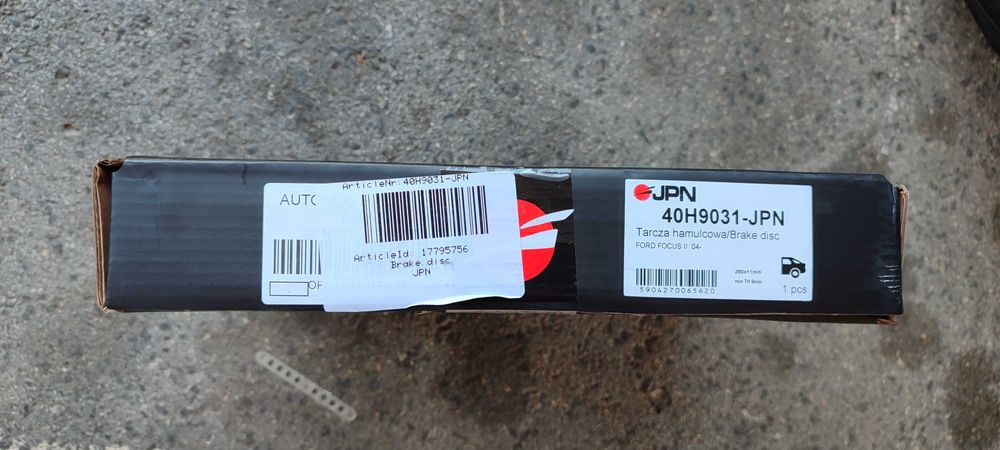 AUTO
ArticleNr: 40H9031-JPN
ArticleId: 17795756
Brake disc
JPN
JPN
40H9031-JPN
Tarcza hamulcowa/Brake disc
FORD FOCUS II 04-
280x11mm
min TH 9mm
5904270065620
1 pcs